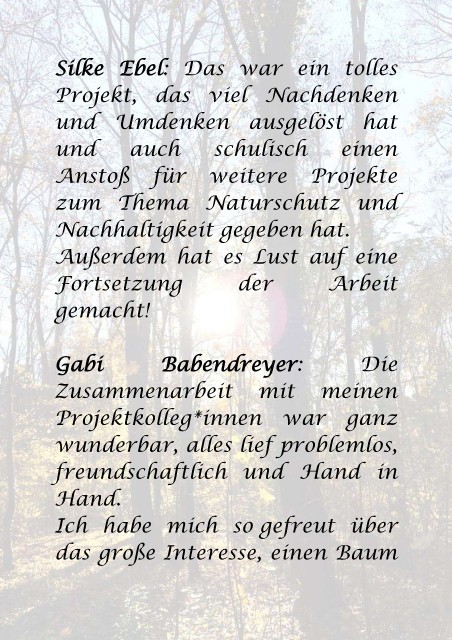 Silke Ebel: Das war ein tolles
Projekt, das viel Nachdenken
und Umdenken ausgelöst hat
und auch schulisch einen
Anstoß für weitere Projekte
zum Thema Naturschutz und
Nachhaltigkeit gegeben hat.
Außerdem hat es Lust auf eine
Fortsetzung der Arbeit
gemacht!
Gabi Babendreyer: Die
Zusammenarbeit mit meinen
Projektkolleg*innen war ganz
wunderbar, alles lief problemlos,
freundschaftlich und Hand in
Hand.
Ich habe mich so gefreut über
das große Interesse, einen Baum